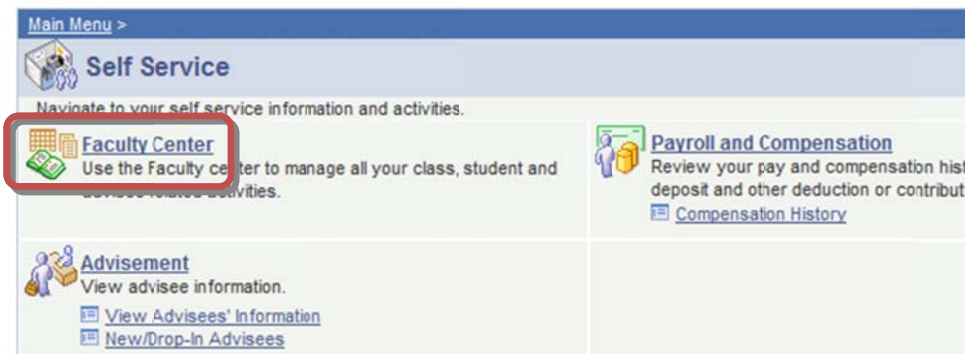 Main Menu >
Self Service
Navigate to your self service information and activities.
Faculty Center
Use the Faculty center to manage all your class, student and
advisee related activities.
Payroll and Compensation
Review your pay and compensation hist
deposit and other deduction or contribut
Compensation History
Advisement
View advisee information.
View Advisees' Information
New/Drop-In Advisees